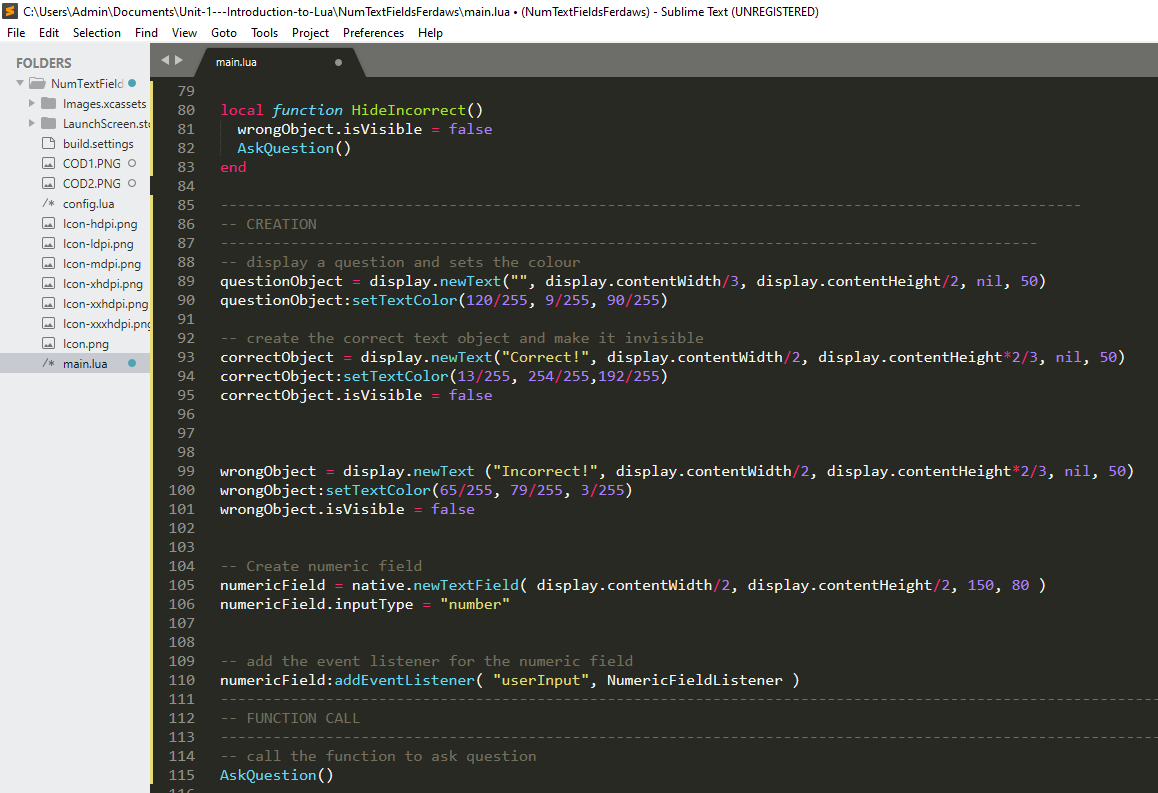 C:\Users\Admin\Documents\Unit-1---Introduction-to-Lua\NumTextFieldsFerdaws\main.lua • (NumTextFieldsFerdaws) - Sublime Text (UNREGISTERED)
File Edit Selection Find View Goto Tools Project Preferences Help
FOLDERS
NumTextField
Images.xcassets
LaunchScreen.sto
build.settings
COD1.PNG
COD2.PNG
/* config.lua
Icon-hdpi.png
Icon-ldpi.png
Icon-mdpi.png
Icon-xhdpi.png
Icon-xxhdpi.png
Icon-xxxhdpi.png
Icon.png
/* main.lua
main.lua
79
80 local function HideIncorrect()
81 wrongObject.isVisible = false
82 AskQuestion()
83 end
84
85 --------------------------------------------------------------------------------------------------
86 -- CREATION
87 ---------------------------------------------------------------------------------------------
88 -- display a question and sets the colour
89 questionObject = display.newText("", display.contentWidth/3, display.contentHeight/2, nil, 50)
90 questionObject:setTextColor(120/255, 9/255, 90/255)
91
92 -- create the correct text object and make it invisible
93 correctObject = display.newText("Correct!", display.contentWidth/2, display.contentHeight*2/3, nil, 50)
94 correctObject:setTextColor(13/255, 254/255,192/255)
95 correctObject.isVisible = false
96
97
98
99 wrongObject = display.newText ("Incorrect!", display.contentWidth/2, display.contentHeight*2/3, nil, 50)
100 wrongObject:setTextColor(65/255, 79/255, 3/255)
101 wrongObject.isVisible = false
102
103
104 -- Create numeric field
105 numericField = native.newTextField( display.contentWidth/2, display.contentHeight/2, 150, 80 )
106 numericField.inputType = "number"
107
108
109 -- add the event listener for the numeric field
110 numericField:addEventListener( "userInput", NumericFieldListener )
111 -----------------------------------------------------------------------------------------------------------
112 -- FUNCTION CALL
113 -----------------------------------------------------------------------------------------------------------
114 -- call the function to ask question
115 AskQuestion()
116